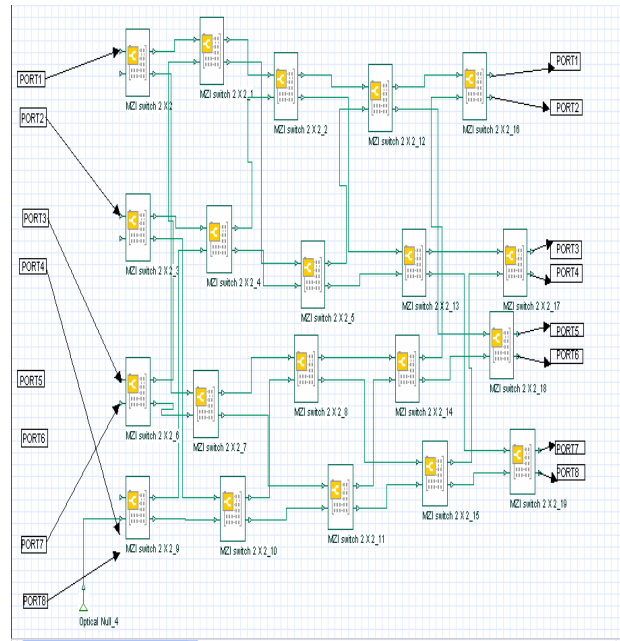 PORT1
PORT1
MZI switch 2 X 2
MZI switch 2 X 2_1
PORT2
PORT2
MZI switch 2 X 2_2
MZI switch 2 X 2_12
MZI switch 2 X 2_16
PORT3
PORT3
PORT4
PORT4
MZI switch 2 X 2_3
MZI switch 2 X 2_4
MZI switch 2 X 2_5
MZI switch 2 X 2_13
MZI switch 2 X 2_17
PORT5
PORT6
PORT5
MZI switch 2 X 2_18
MZI switch 2 X 2_8
MZI switch 2 X 2_14
PORT6
MZI switch 2 X 2_6
MZI switch 2 X 2_7
PORT7
PORT8
MZI switch 2 X 2_15
MZI switch 2 X 2_19
PORT7
MZI switch 2 X 2_9
MZI switch 2 X 2_10
MZI switch 2 X 2_11
PORT8
Optical Null_4